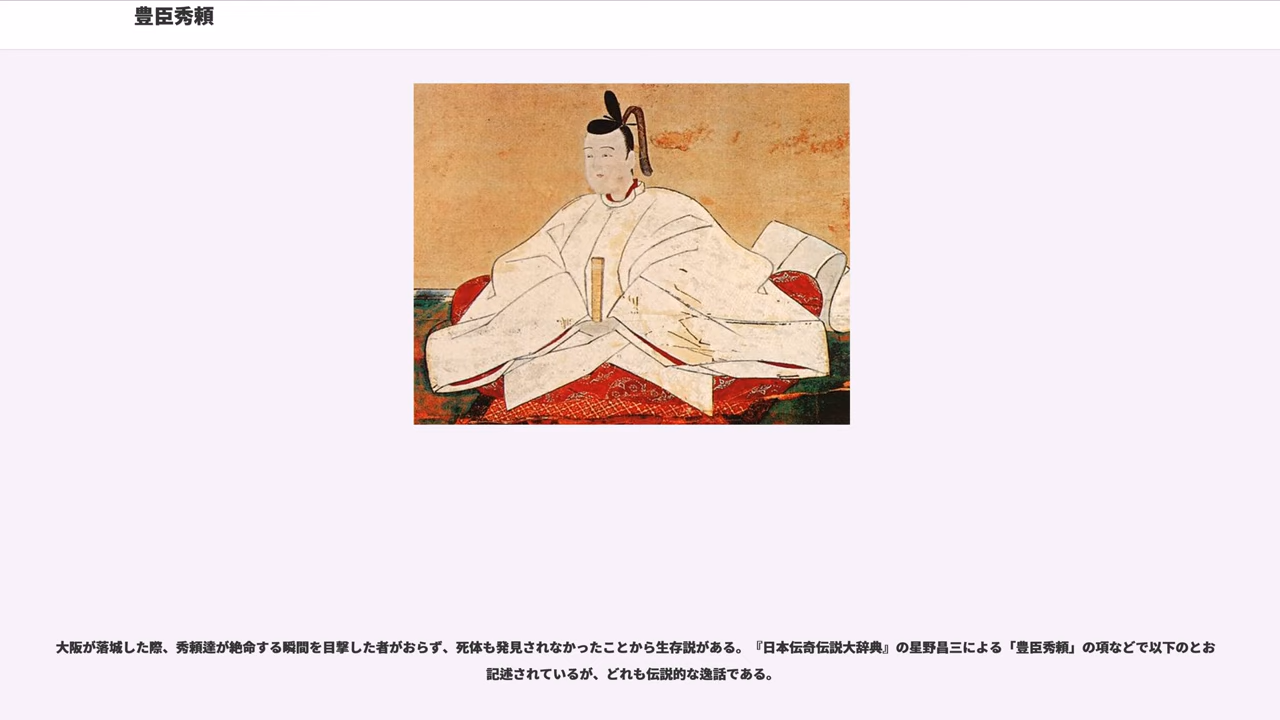 豊臣秀頼
大阪が落城した際、秀頼達が絶命する瞬間を目撃した者がおらず、死体も発見されなかったことから生存説がある。『日本伝奇伝説大辞典』の星野昌三による「豊臣秀頼」の項などで以下のとお
記述されているが、どれも伝説的な逸話である。